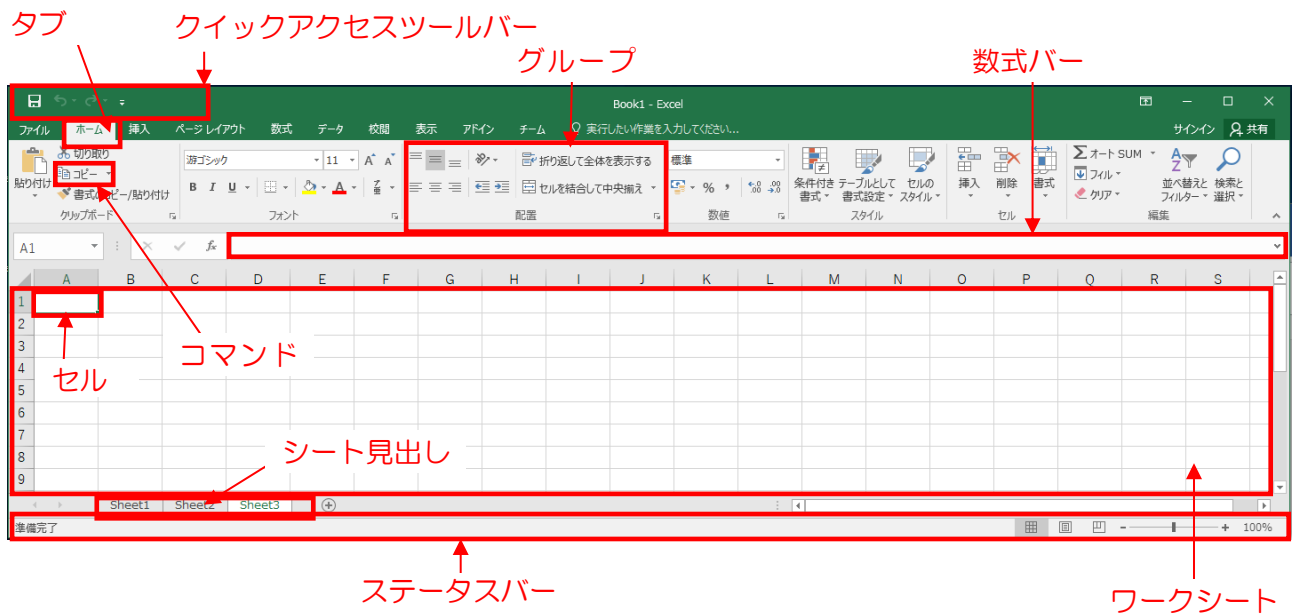 タブ クイックアクセスツールバー
グループ 数式バー
Book1 - Excel
ファイル ホーム 挿入 ページ レイアウト 数式 データ 校閲 表示 アドイン チーム 実行したい作業を入力してください... サインイン 共有
貼り付け 切り取り
コピー
書式のコピー/貼り付け
クリップボード
游ゴシック 11 A A
B I U A 亜
フォント
折り返して全体を表示する
セルを結合して中央揃え
配置
標準
% , .0 .00 .00 .0
数値
条件付き書式 テーブルとして書式設定 セルのスタイル
スタイル
挿入 削除 書式
セル
Σ オート SUM
フィル
クリア
並べ替えとフィルター 検索と選択
編集
A1 fx
A B C D E F G H I J K L M N O P Q R S
1
2
3
4
5
6
7
8
9
コマンド
セル
シート見出し
Sheet1 Sheet2 Sheet3
準備完了 100%
ステータスバー
ワークシート